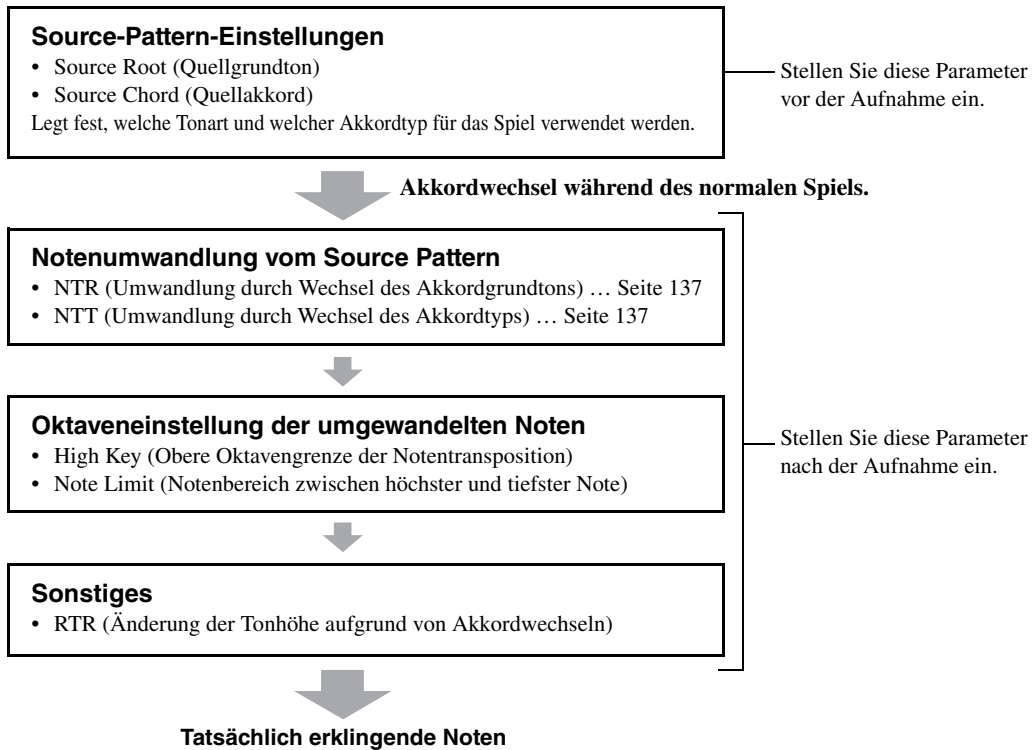 Source-Pattern-Einstellungen
• Source Root (Quellgrundton)
• Source Chord (Quellakkord)
Legt fest, welche Tonart und welcher Akkordtyp für das Spiel verwendet werden.
Stellen Sie diese Parameter
vor der Aufnahme ein.
Akkordwechsel während des normalen Spiels.
Notenumwandlung vom Source Pattern
• NTR (Umwandlung durch Wechsel des Akkordgrundtons) … Seite 137
• NTT (Umwandlung durch Wechsel des Akkordtyps) … Seite 137
Oktaveneinstellung der umgewandelten Noten
• High Key (Obere Oktavengrenze der Notentransposition)
• Note Limit (Notenbereich zwischen höchster und tiefster Note)
Stellen Sie diese Parameter
nach der Aufnahme ein.
Sonstiges
• RTR (Änderung der Tonhöhe aufgrund von Akkordwechseln)
Tatsächlich erklingende Noten